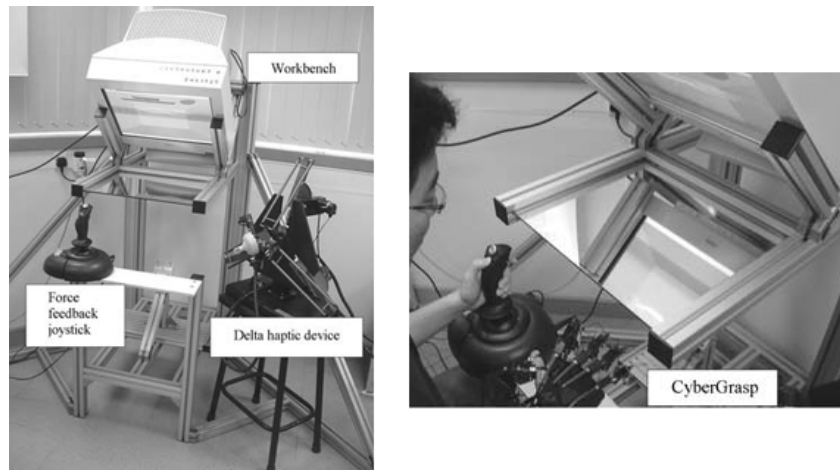 Workbench
Force
feedback
joystick
Delta haptic device
CyberGrasp